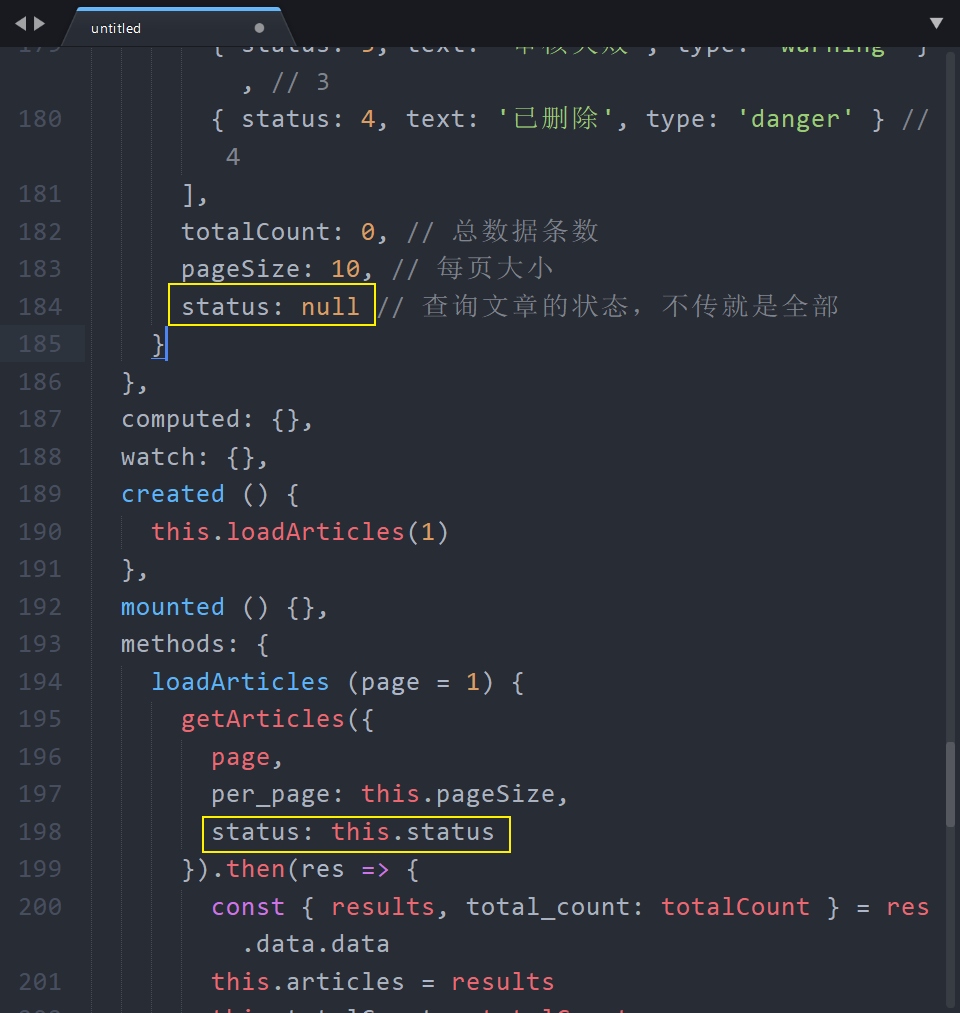 untitled
179 { status: 3, text: '审核失败', type: 'warning' }
, // 3
180 { status: 4, text: '已删除', type: 'danger' } //
4
181 ],
182 totalCount: 0, // 总数据条数
183 pageSize: 10, // 每页大小
184 status: null // 查询文章的状态，不传就是全部
185 }
186 },
187 computed: {},
188 watch: {},
189 created () {
190 this.loadArticles(1)
191 },
192 mounted () {},
193 methods: {
194 loadArticles (page = 1) {
195 getArticles({
196 page,
197 per_page: this.pageSize,
198 status: this.status
199 }).then(res => {
200 const { results, total_count: totalCount } = res
.data.data
201 this.articles = results